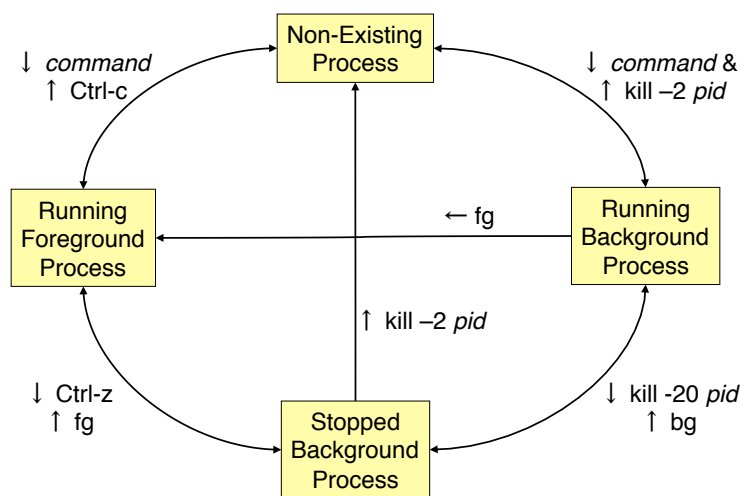 Non-Existing
Process
↓ command
↑ Ctrl-c
↓ command &
↑ kill –2 pid
Running
Foreground
Process
← fg
Running
Background
Process
↑ kill –2 pid
↓ Ctrl-z
↑ fg
Stopped
Background
Process
↓ kill -20 pid
↑ bg